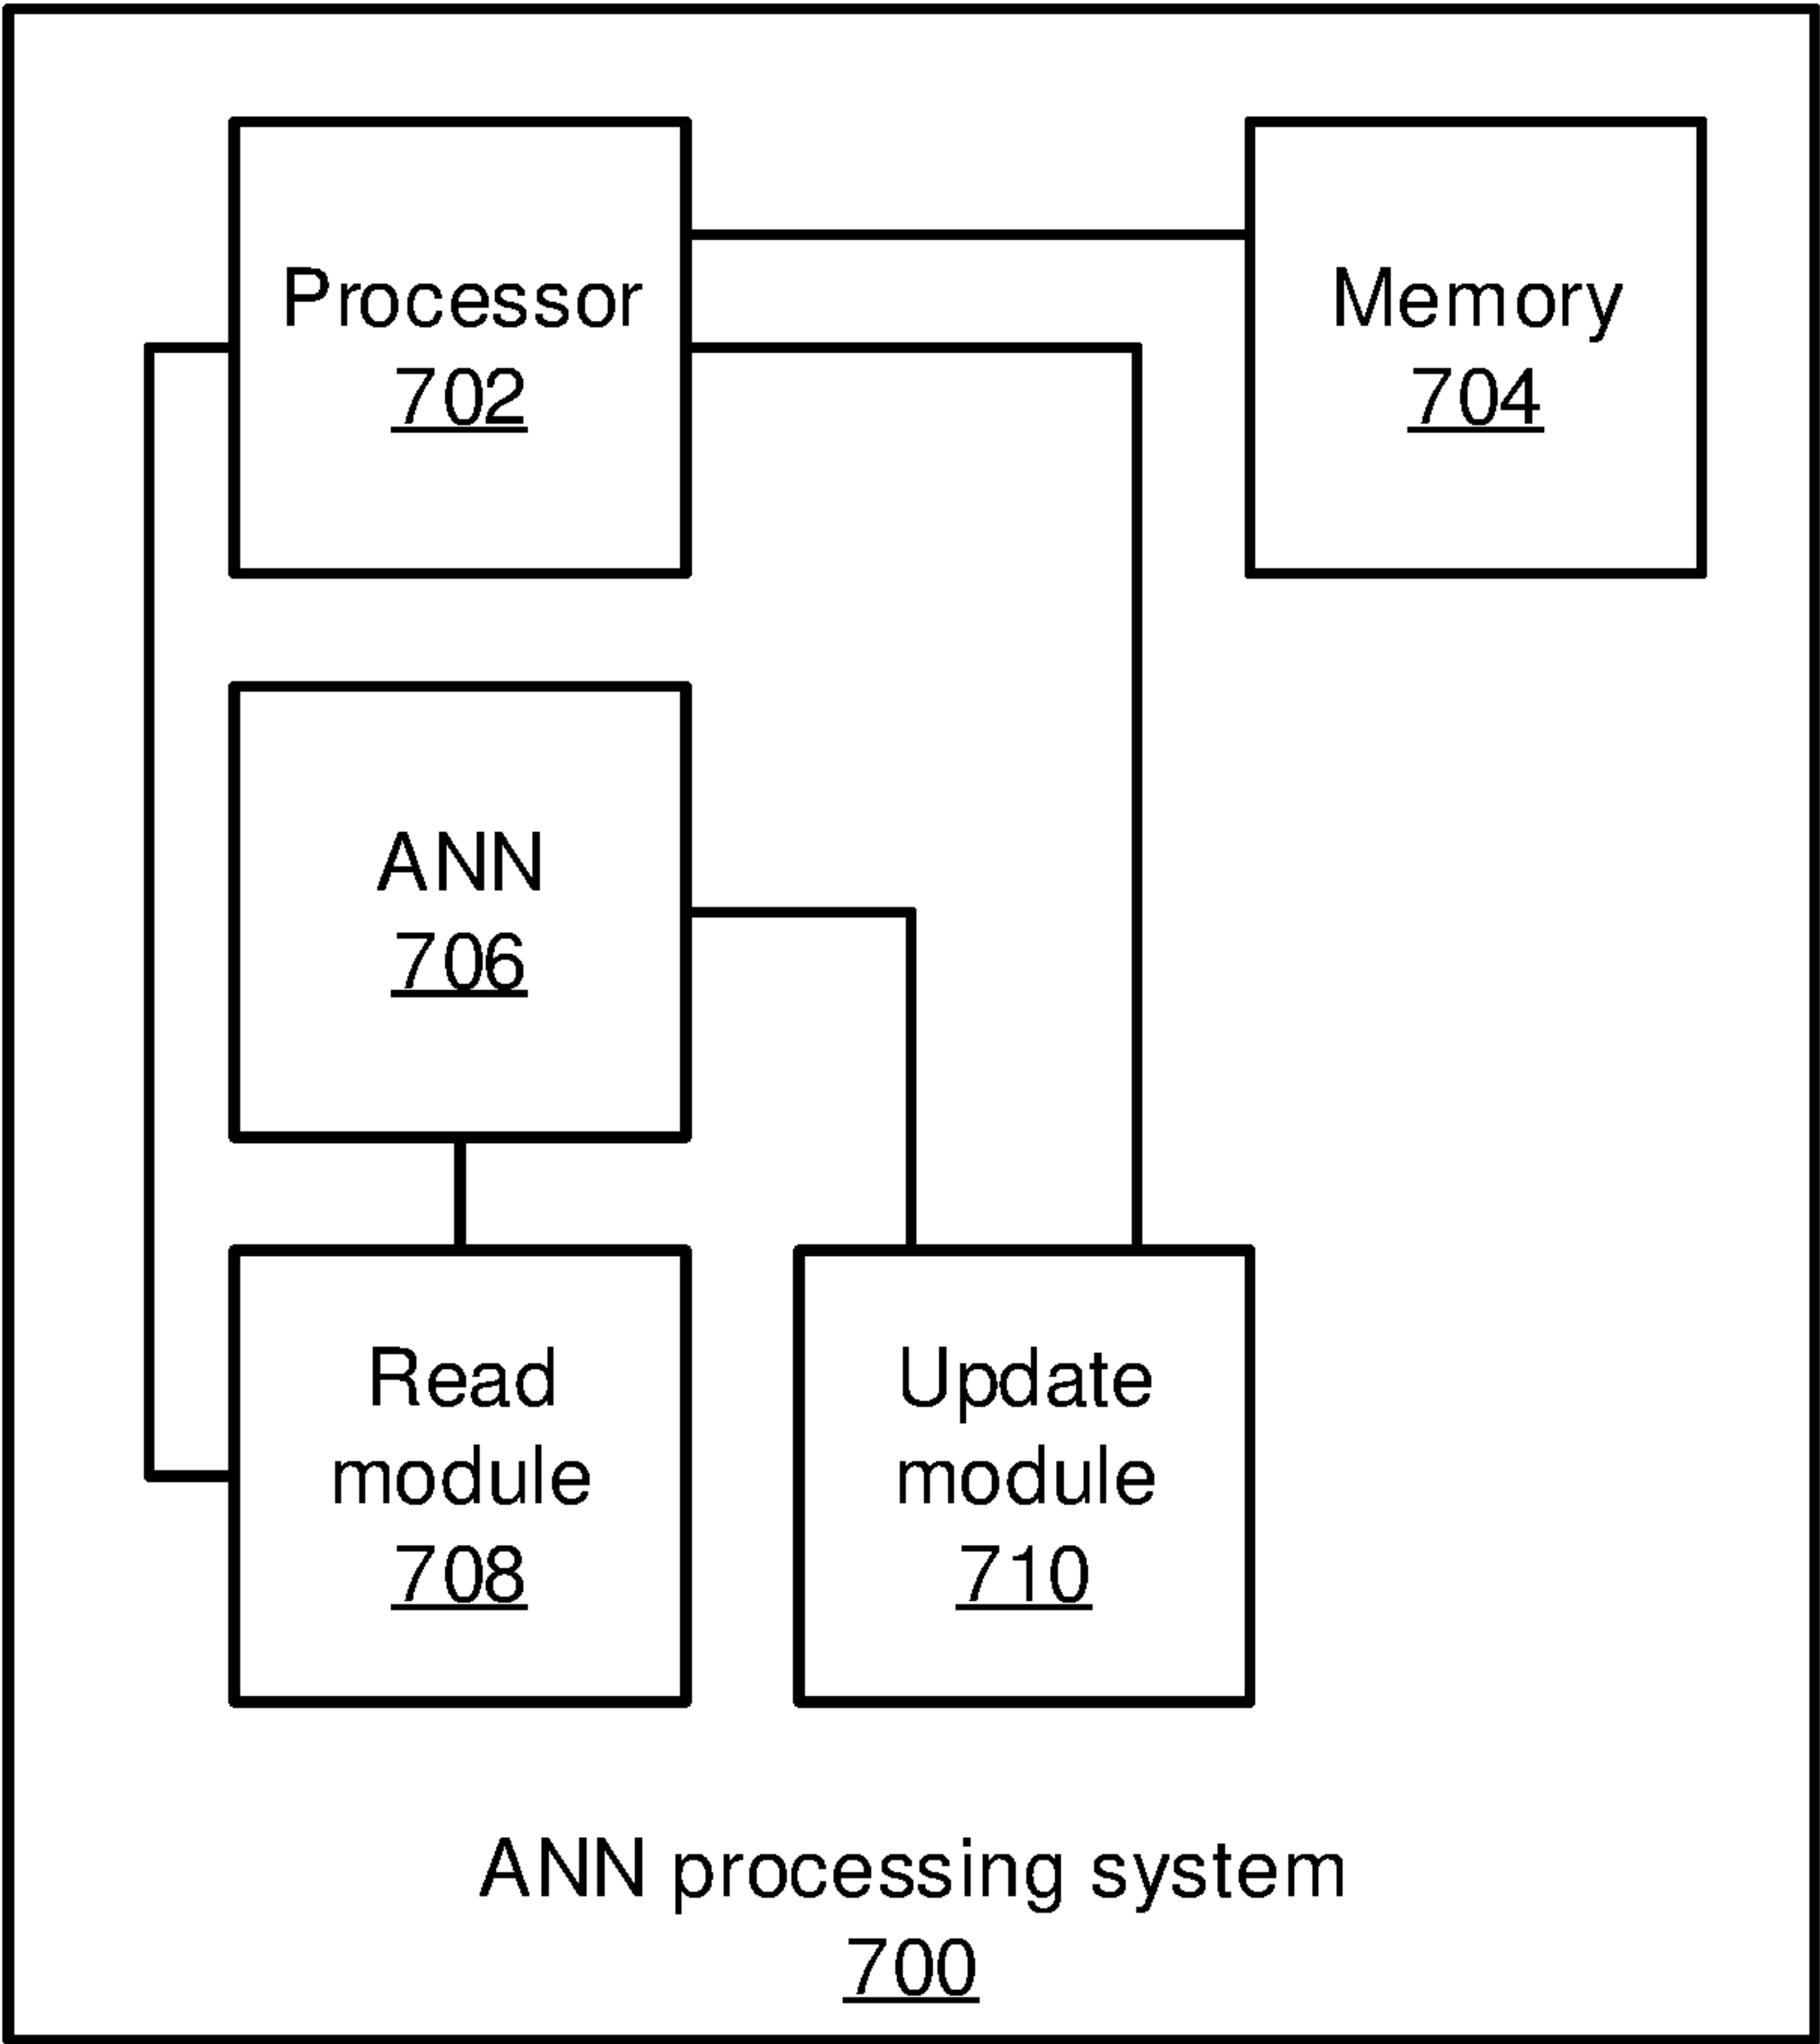 Processor
702
Memory
704
ANN
706
Read
module
708
Update
module
710
ANN processing system
700